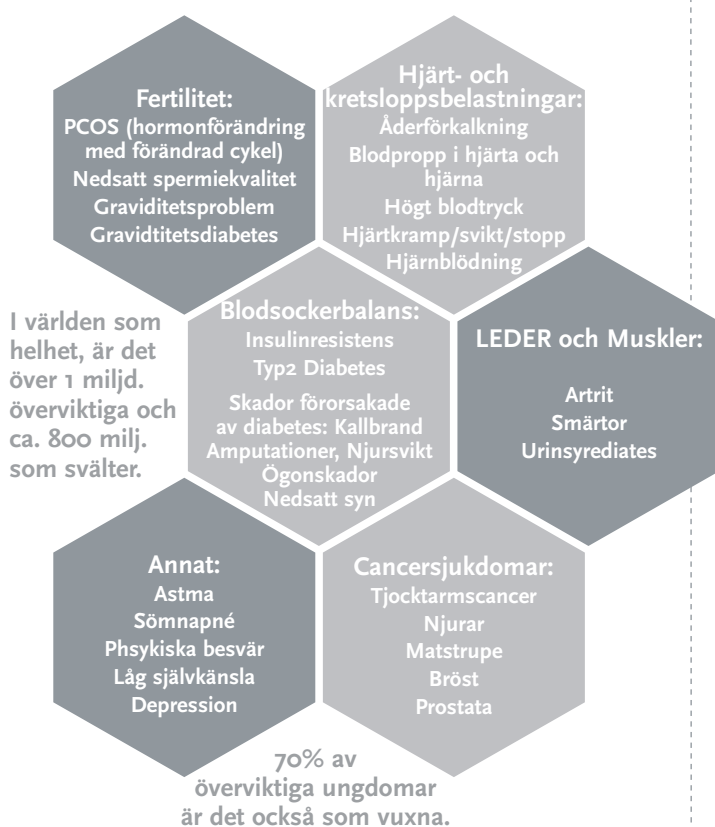 Fertilitet:
PCOS (hormonförändring
med förändrad cykel)
Nedsatt spermiekvalitet
Graviditetsproblem
Gravidtitetsdiabetes
Hjärt- och
kretsloppsbelastningar:
Åderförkalkning
Blodpropp i hjärta och
hjärna
Högt blodtryck
Hjärtkramp/svikt/stopp
Hjärnblödning
I världen som
helhet, är det
över 1 miljd.
överviktiga och
ca. 800 milj.
som svälter.
Blodsockerbalans:
Insulinresistens
Typ2 Diabetes
Skador förorsakade
av diabetes: Kallbrand
Amputationer, Njursvikt
Ögonskador
Nedsatt syn
LEDER och Muskler:
Artrit
Smärtor
Urinsyrediates
Annat:
Astma
Sömnapné
Phsykiska besvär
Låg självkänsla
Depression
Cancersjukdomar:
Tjocktarmscancer
Njurar
Matstrupe
Bröst
Prostata
70% av
överviktiga ungdomar
är det också som vuxna.